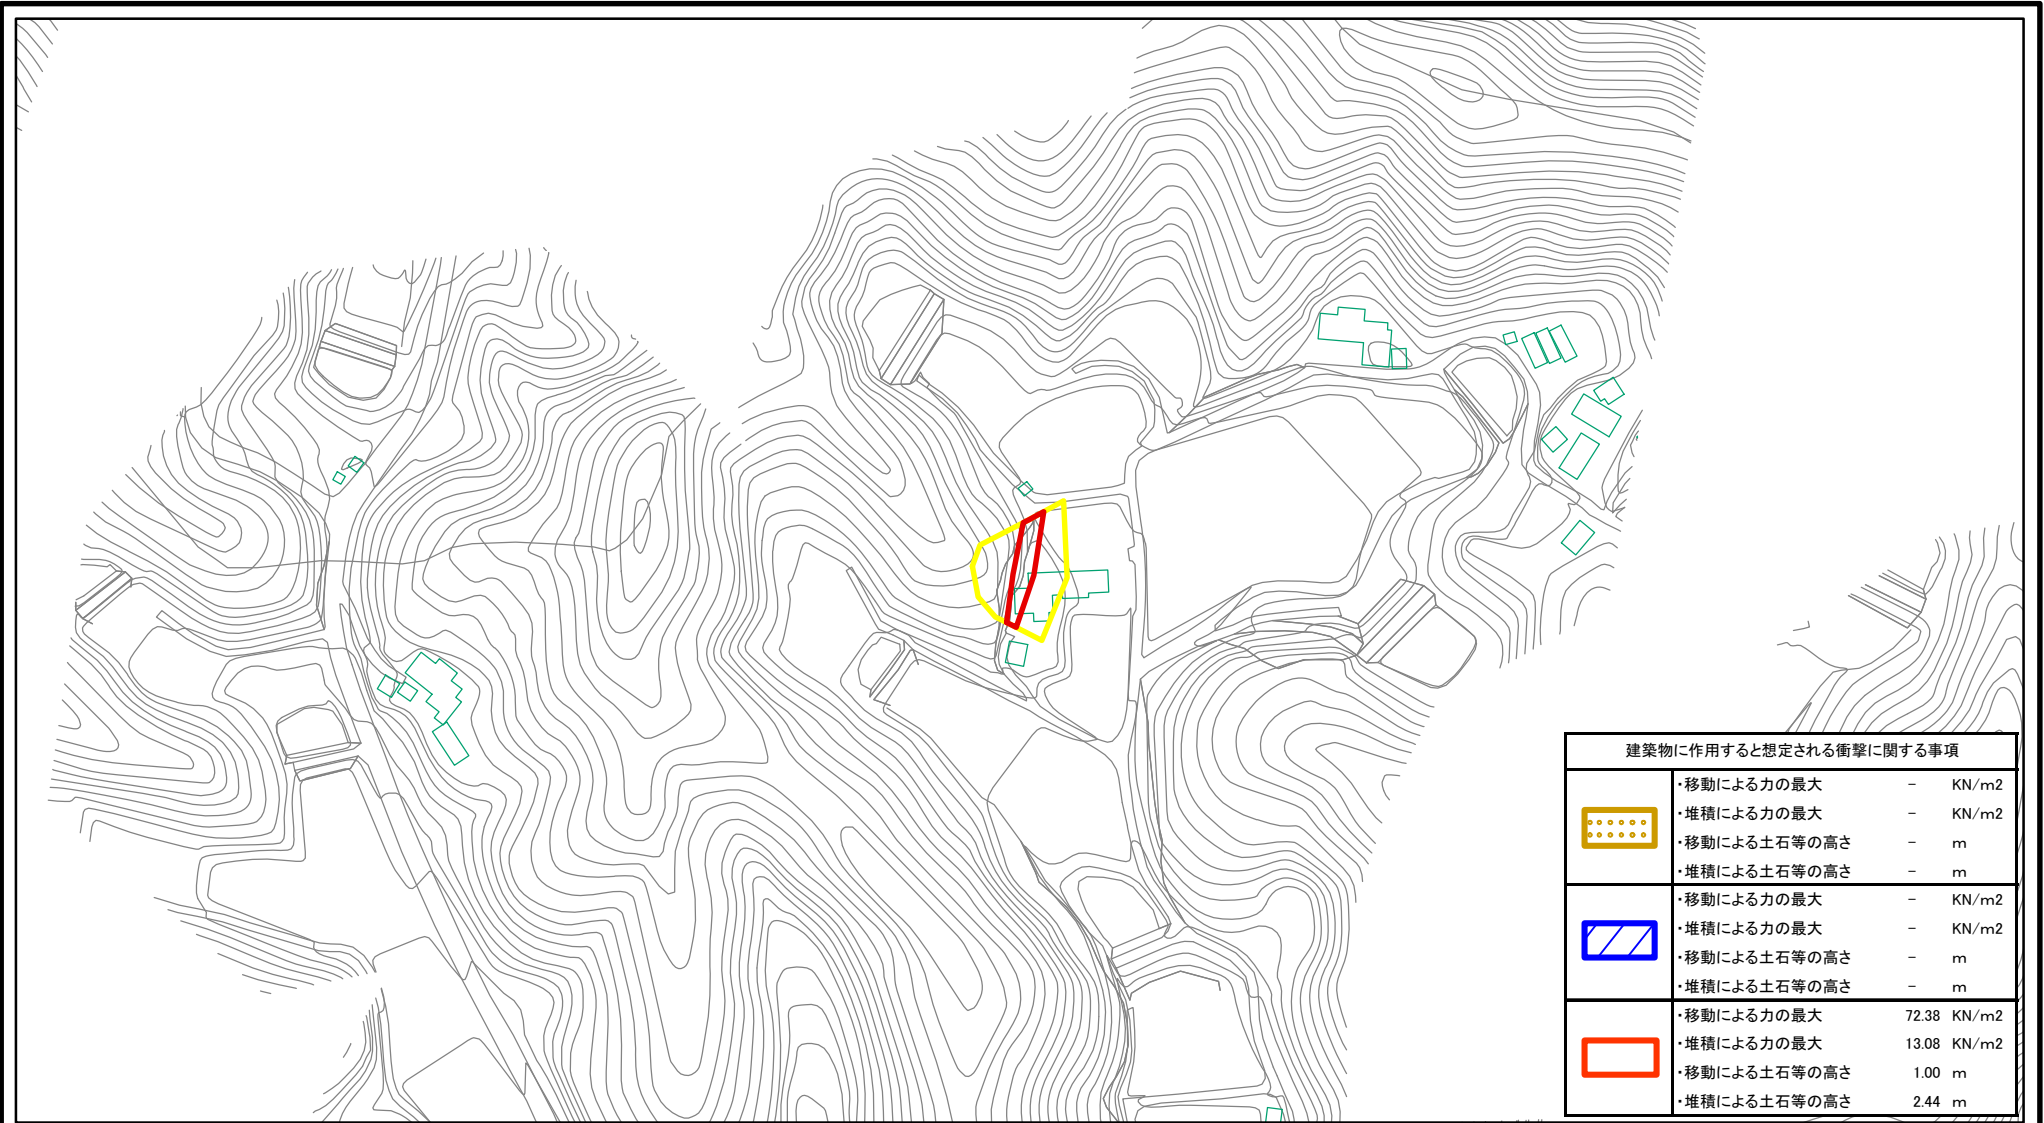 建築物に作用すると想定される衝撃に関する事項
・移動による力の最大 － KN/m2
・堆積による力の最大 － KN/m2
・移動による土石等の高さ － m
・堆積による土石等の高さ － m
・移動による力の最大 － KN/m2
・堆積による力の最大 － KN/m2
・移動による土石等の高さ － m
・堆積による土石等の高さ － m
・移動による力の最大 72.38 KN/m2
・堆積による力の最大 13.08 KN/m2
・移動による土石等の高さ 1.00 m
・堆積による土石等の高さ 2.44 m